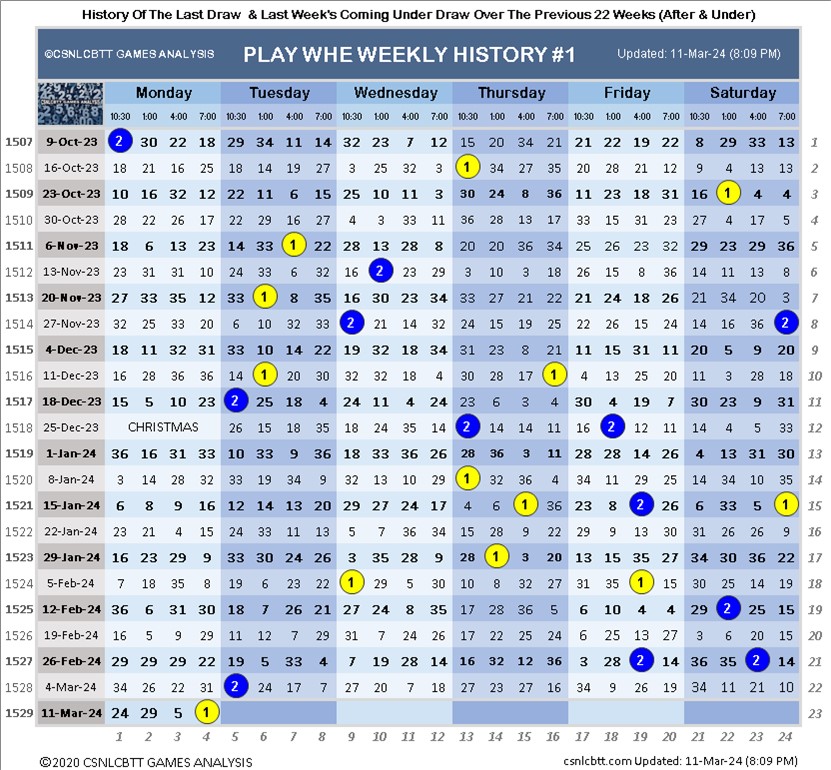 History Of The Last Draw & Last Week's Coming Under Draw Over The Previous 22 Weeks (After & Under)
©CSNLCBTT GAMES ANALYSIS PLAY WHE WEEKLY HISTORY #1 Updated: 11-Mar-24 (8:09 PM)
CSNLCBTT GAMES ANALYSIS Monday Tuesday Wednesday Thursday Friday Saturday
10:30 1:00 4:00 7:00 10:30 1:00 4:00 7:00 10:30 1:00 4:00 7:00 10:30 1:00 4:00 7:00 10:30 1:00 4:00 7:00 10:30 1:00 4:00 7:00
1507 9-Oct-23 2 30 22 18 29 34 11 14 32 23 7 12 15 20 34 21 21 22 19 22 8 29 33 13 1
1508 16-Oct-23 18 21 16 25 18 14 19 27 3 25 32 3 1 34 27 35 20 28 21 12 9 4 13 13 2
1509 23-Oct-23 10 16 32 12 22 11 6 15 25 10 11 3 30 24 8 36 11 23 18 31 16 1 4 4 3
1510 30-Oct-23 28 22 26 17 22 29 16 27 4 3 33 11 36 28 13 17 33 15 31 23 27 4 17 5 4
1511 6-Nov-23 18 6 13 23 14 33 1 22 28 13 28 8 20 20 36 34 25 26 23 32 29 23 29 36 5
1512 13-Nov-23 23 31 31 10 24 33 6 32 16 2 23 29 3 10 3 18 26 15 8 36 14 11 13 8 6
1513 20-Nov-23 27 33 35 12 33 1 8 35 16 30 23 34 33 27 21 22 21 24 18 26 21 34 20 3 7
1514 27-Nov-23 32 25 33 20 6 10 32 33 2 21 14 32 24 15 19 25 22 26 15 24 14 16 36 2 8
1515 4-Dec-23 18 11 32 31 33 10 14 22 19 32 18 34 31 23 8 21 11 15 31 11 20 5 9 20 9
1516 11-Dec-23 16 28 36 36 14 1 20 30 32 32 18 4 30 28 17 1 4 13 25 20 11 3 28 18 10
1517 18-Dec-23 15 5 10 23 2 25 18 4 24 11 4 24 23 6 3 11 30 4 19 7 30 23 9 31 11
1518 25-Dec-23 CHRISTMAS 26 15 18 35 18 24 35 14 2 14 14 11 16 2 12 12 14 4 5 33 12
1519 1-Jan-24 36 16 31 33 10 33 9 36 18 33 36 26 28 36 3 11 28 28 14 26 4 13 31 30 13
1520 8-Jan-24 3 14 28 32 33 19 34 9 32 13 10 29 1 32 36 4 34 11 29 25 14 8 35 20 14
1521 15-Jan-24 6 8 9 16 12 14 13 20 29 27 24 17 4 6 1 36 23 8 2 26 6 33 5 1 15
1522 22-Jan-24 23 21 4 15 24 33 11 13 5 7 36 34 15 28 9 22 29 9 13 30 31 26 26 9 16
1523 29-Jan-24 16 23 29 9 33 30 24 26 3 35 28 9 28 1 3 20 13 15 35 27 34 30 36 22 17
1524 5-Feb-24 7 18 35 8 19 6 23 22 1 29 5 30 10 8 32 27 31 35 1 15 30 25 14 19 18
1525 12-Feb-24 36 6 31 30 18 7 26 21 27 24 8 35 17 28 36 5 6 10 4 4 29 2 25 15 19
1526 19-Feb-24 16 5 9 29 11 12 7 29 31 7 24 26 17 22 25 24 6 25 13 27 3 6 20 15 20
1527 26-Feb-24 29 29 29 22 19 5 33 4 7 19 28 14 16 32 12 36 3 28 2 14 36 35 2 14 21
1528 4-Mar-24 34 26 22 31 2 24 17 7 27 20 7 18 27 23 27 16 34 9 26 19 34 11 21 10 22
1529 11-Mar-24 24 29 5 1 23
1 2 3 4 5 6 7 8 9 10 11 12 13 14 15 16 17 18 19 20 21 22 23 24
©2020 CSNLCBTT GAMES ANALYSIS csnlcbtt.com Updated: 11-Mar-24 (8:09 PM)